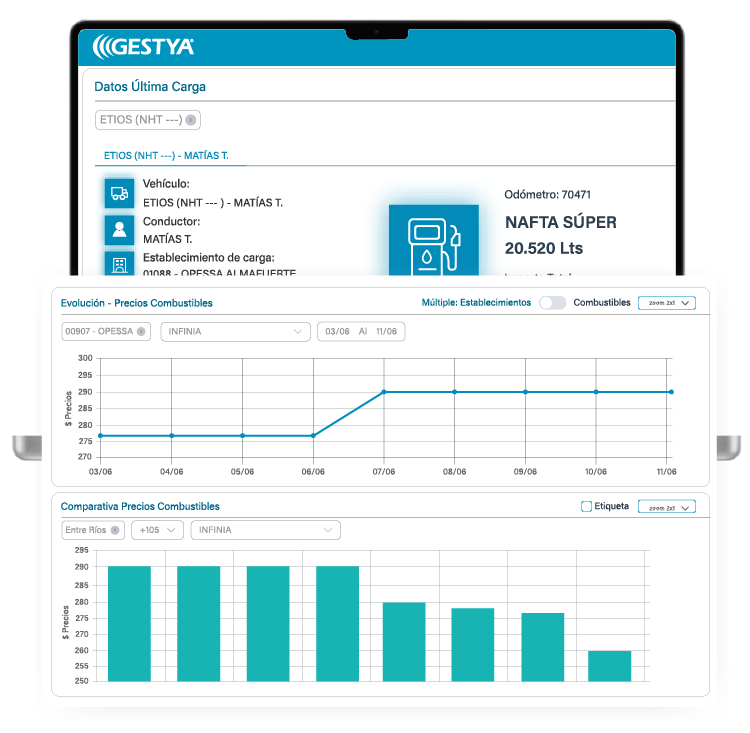 GESTYA
Datos Última Carga
ETIOS (NHT ---)
ETIOS (NHT ---) - MATÍAS T.
Vehículo:
ETIOS (NHT --- ) - MATÍAS T.
Conductor:
MATÍAS T.
Establecimiento de carga:
01088 - OPESSA ALMAFUERTE
Odómetro: 70471
NAFTA SÚPER
20.520 Lts
Importe Total
Evolución - Precios Combustibles
Múltiple: Establecimientos
Combustibles
zoom 2x1
00907 - OPESSA
INFINIA
03/06 Al 11/06
$ Precios
300
295
290
285
280
275
270
03/06 04/06 05/06 06/06 07/06 08/06 09/06 10/06 11/06
Comparativa Precios Combustibles
Etiqueta
zoom 2x1
Entre Ríos
+105
INFINIA
$ Precios
295
290
285
280
275
270
260
255
250